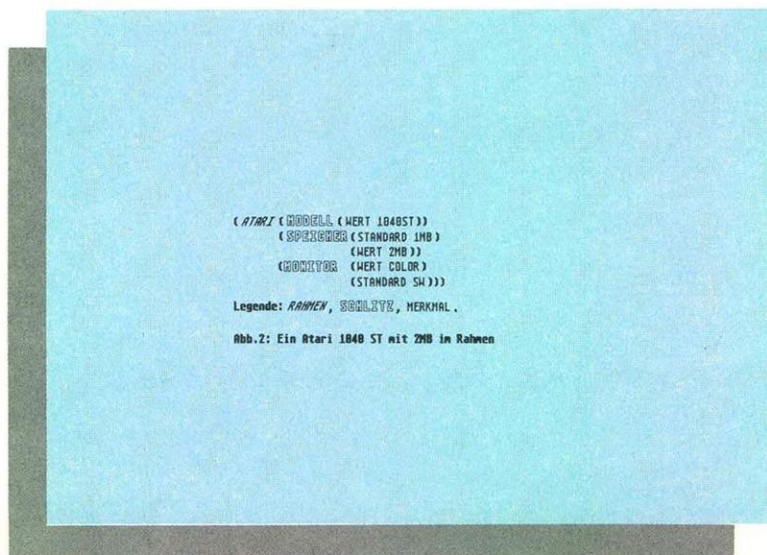 (ATARI (MODELL (WERT 1040ST))
(SPEICHER (STANDARD 1MB)
(WERT 2MB))
(MONITOR (WERT COLOR)
(STANDARD SW)))
Legende: RAHMEN, SCHLITZ, MERKMAL.
Abb.2: Ein Atari 1040 ST mit 2MB im Rahmen